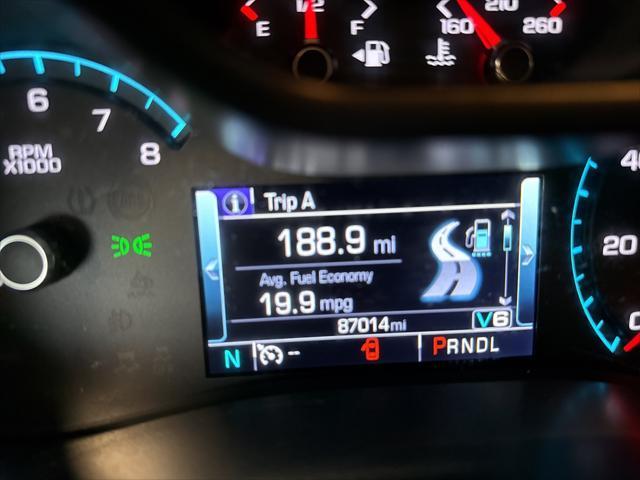 1/2
E F
160 210 260
6
7
8
RPM
X1000
Trip A
188.9 mi
Avg. Fuel Economy
19.9 mpg
87014mi
V6
N -- PRNDL
40
20
0